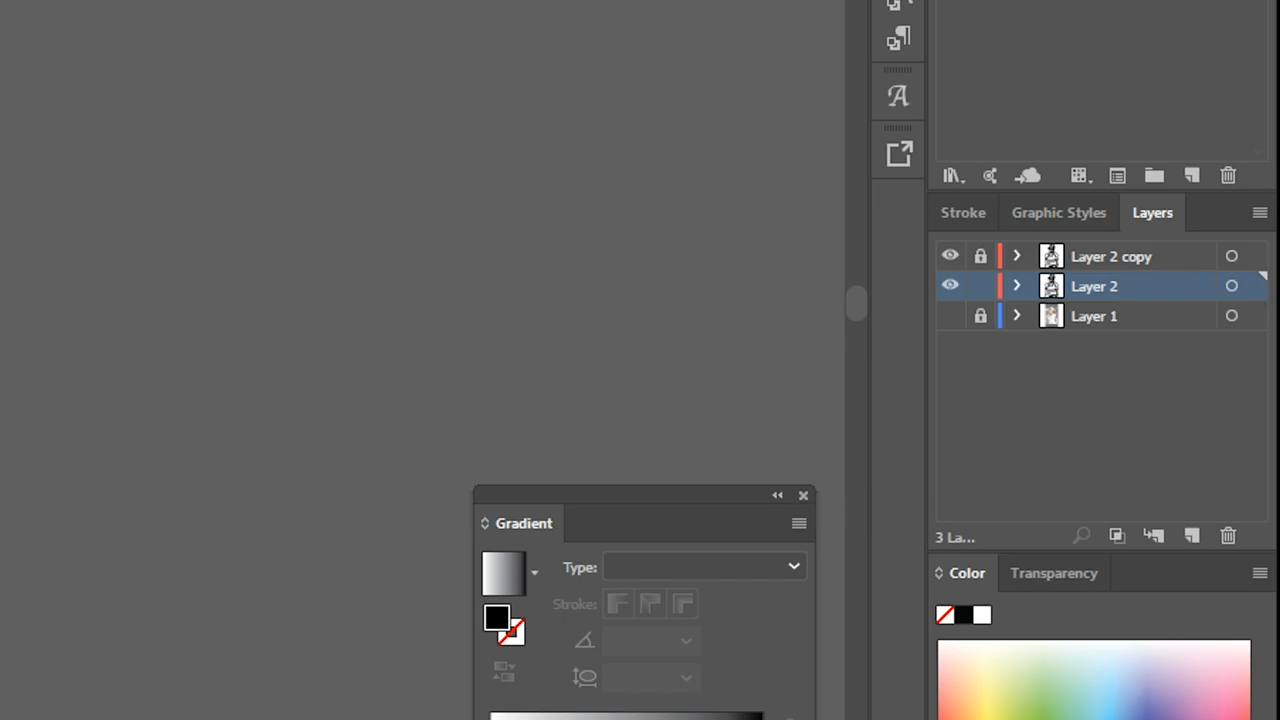 Stroke Graphic Styles Layers
Layer 2 copy
Layer 2
Layer 1
3 La...
Gradient
Type:
Stroke:
Color Transparency